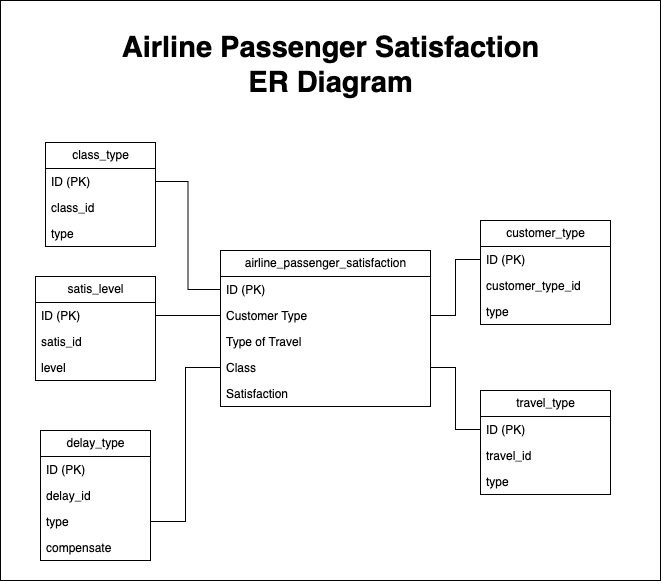 Airline Passenger Satisfaction
ER Diagram
class_type
ID (PK)
class_id
type
satis_level
ID (PK)
satis_id
level
delay_type
ID (PK)
delay_id
type
compensate
airline_passenger_satisfaction
ID (PK)
Customer Type
Type of Travel
Class
Satisfaction
customer_type
ID (PK)
customer_type_id
type
travel_type
ID (PK)
travel_id
type